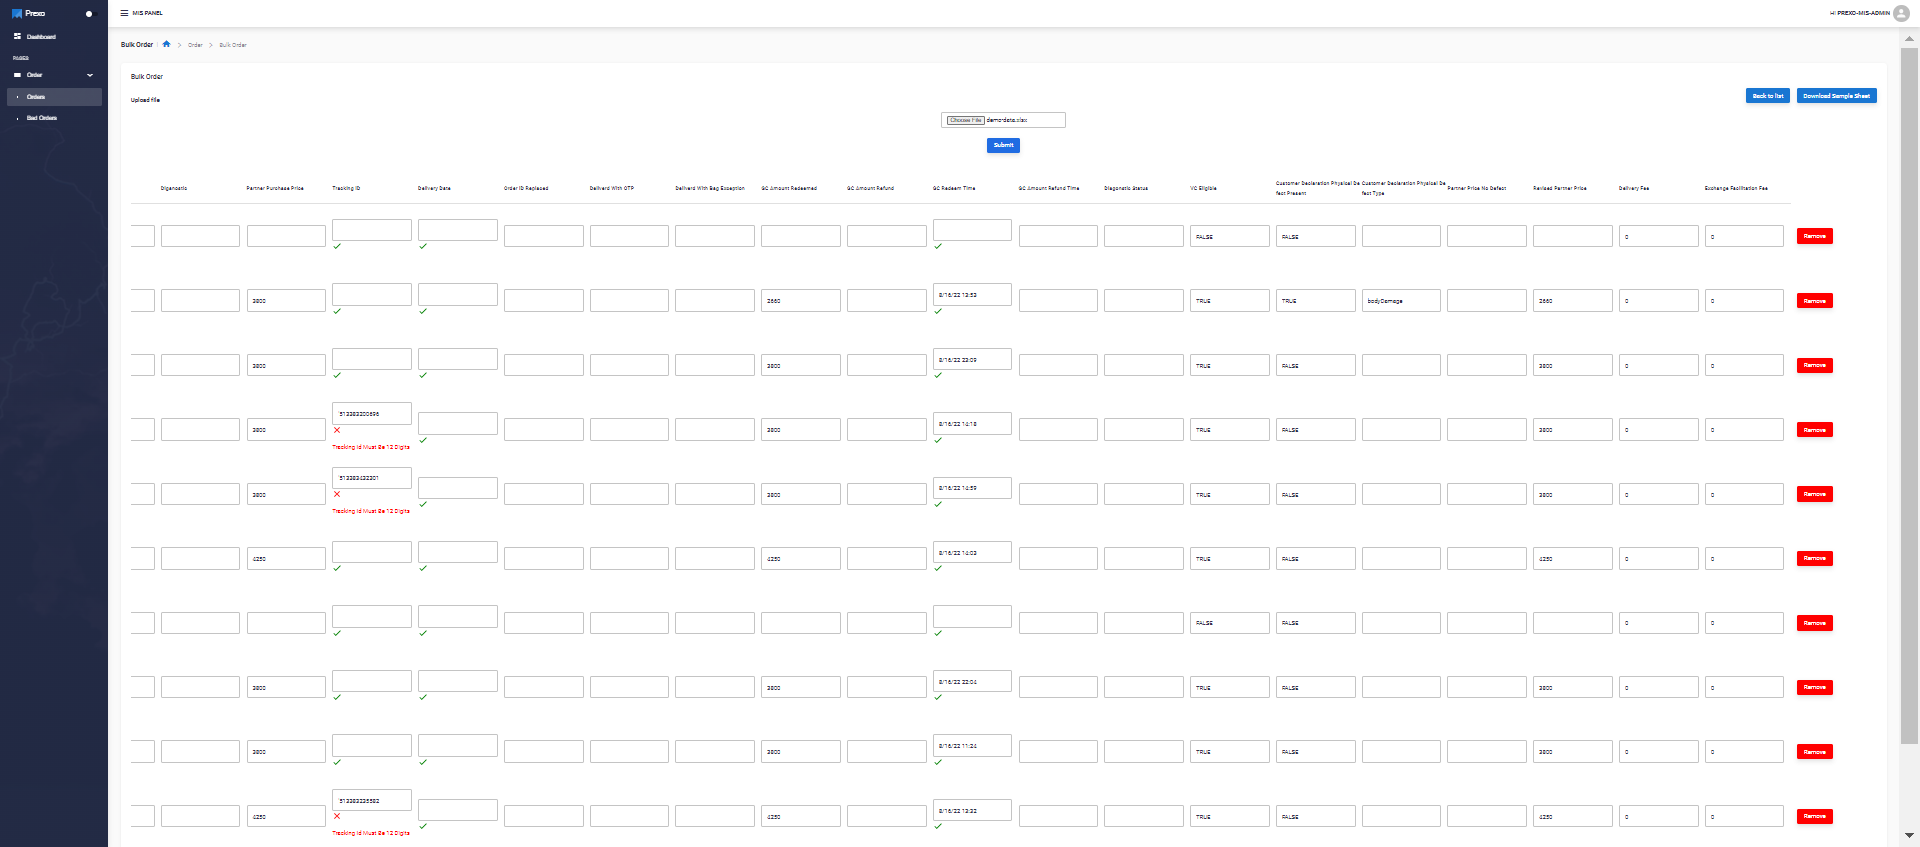 Prexo
MIS PANEL
HI PREXO-MIS-ADMIN
Dashboard
PAGES
Order
Orders
Bad Orders
Bulk Order
Order
Bulk Order
Bulk Order
Upload file
Back to list
Download Sample Sheet
Choose File demo-data.xlsx
Submit
Diganostic
Partner Purchase Price
Tracking ID
Delivery Date
Order ID Replaced
Deliverd With OTP
Deliverd With Bag Exception
GC Amount Redeemed
GC Amount Refund
GC Redeem Time
GC Amount Refund Time
Diagonstic Status
VC Eligible
Customer Declaration Physical De
fect Present
Customer Declaration Physical De
fect Type
Partner Price No Defect
Revised Partner Price
Delivery Fee
Exchange Facilitation Fee
FALSE FALSE 0 0 Remove
3800 2660 8/16/22 13:53 TRUE TRUE bodyDamage 2660 0 0 Remove
3800 3800 8/16/22 23:09 TRUE FALSE 3800 0 0 Remove
3800 3800 8/16/22 14:18 TRUE FALSE 3800 0 0 Remove
Tracking Id Must Be 12 Digits
3800 3800 8/16/22 14:59 TRUE FALSE 3800 0 0 Remove
Tracking Id Must Be 12 Digits
4250 4250 8/16/22 14:03 TRUE FALSE 4250 0 0 Remove
FALSE FALSE 0 0 Remove
3800 3800 8/16/22 22:04 TRUE FALSE 3800 0 0 Remove
3800 3800 8/16/22 11:24 TRUE FALSE 3800 0 0 Remove
4250 4250 8/16/22 13:32 TRUE FALSE 4250 0 0 Remove
Tracking Id Must Be 12 Digits